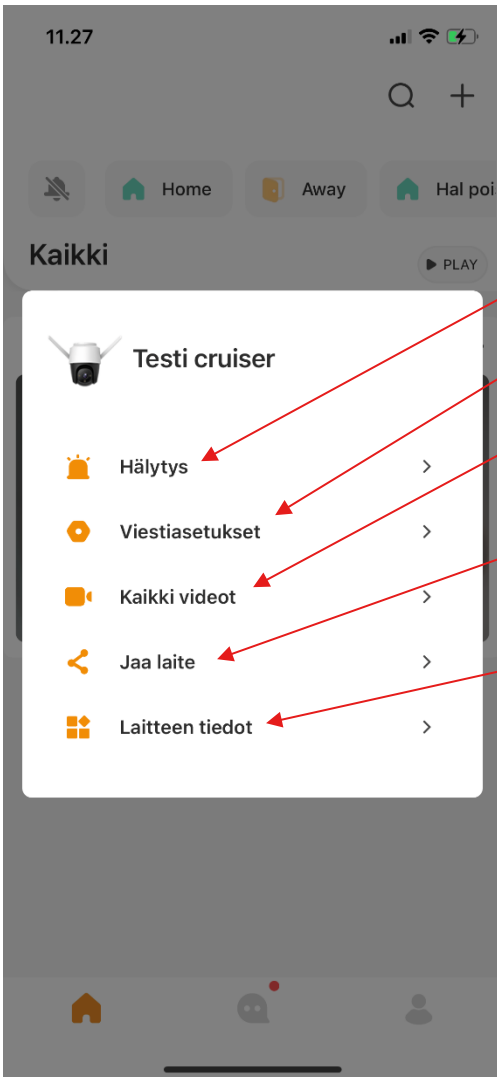 11.27
Home
Away
Hal poi
Kaikki
PLAY
Testi cruiser
Hälytys
Viestiasetukset
Kaikki videot
Jaa laite
Laitteen tiedot